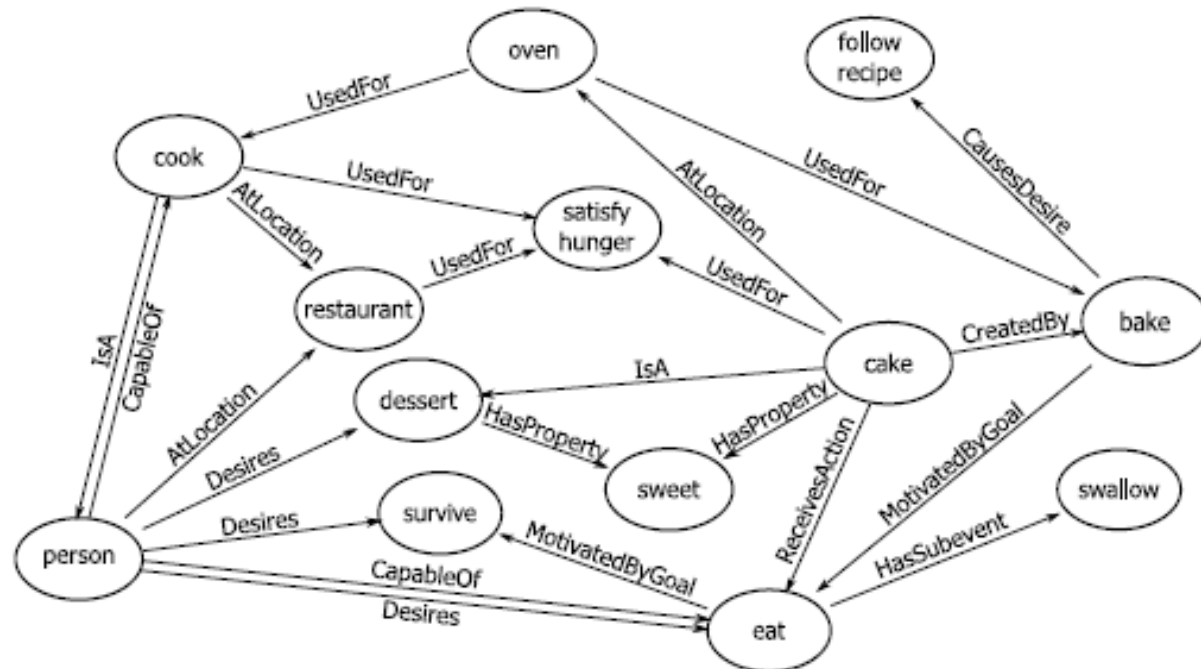 oven
follow
recipe
UsedFor
cook
UsedFor
AtLocation
UsedFor
CausesDesire
AtLocation
satisfy
hunger
UsedFor
UsedFor
restaurant
IsA
CapableOf
CreatedBy
bake
cake
IsA
dessert
AtLocation
HasProperty
HasProperty
Desires
sweet
ReceivesAction
MotivatedByGoal
swallow
survive
Desires
person
MotivatedByGoal
HasSubevent
CapableOf
Desires
eat